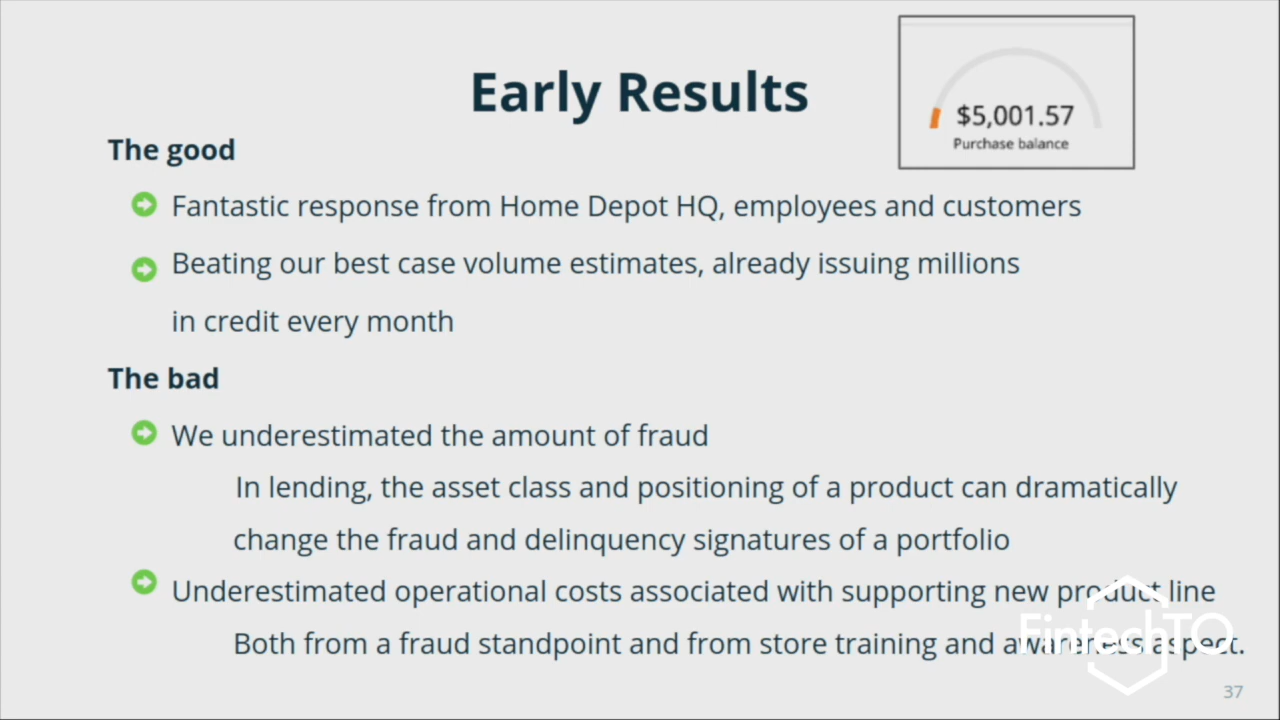 Early Results
$5,001.57
Purchase balance
The good
Fantastic response from Home Depot HQ, employees and customers
Beating our best case volume estimates, already issuing millions
in credit every month
The bad
We underestimated the amount of fraud
In lending, the asset class and positioning of a product can dramatically
change the fraud and delinquency signatures of a portfolio
Underestimated operational costs associated with supporting new product line
Both from a fraud standpoint and from store training and awareness aspect.
FintechTO
37